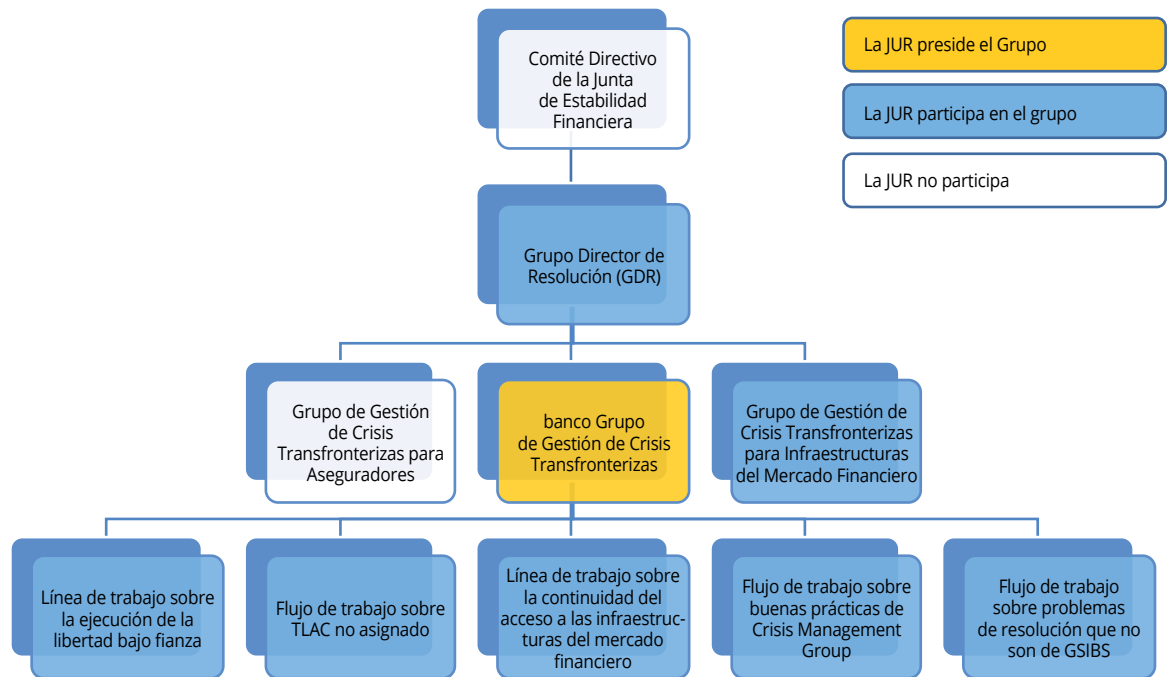 Comité Directivo
de la Junta
de Estabilidad
Financiera
La JUR preside el Grupo
La JUR participa en el grupo
La JUR no participa
Grupo Director de
Resolución (GDR)
Grupo de Gestión
de Crisis
Transfronterizas para
Aseguradores
banco Grupo
de Gestión de Crisis
Transfronterizas
Grupo de Gestión de
Crisis Transfronterizas
para Infraestructuras
del Mercado Financiero
Línea de trabajo sobre
la ejecución de la
libertad bajo fianza
Flujo de trabajo sobre
TLAC no asignado
Línea de trabajo sobre
la continuidad del
acceso a las infraestruc-
turas del mercado
financiero
Flujo de trabajo sobre
buenas prácticas de
Crisis Management
Group
Flujo de trabajo
sobre problemas
de resolución que no
son de GSIBS